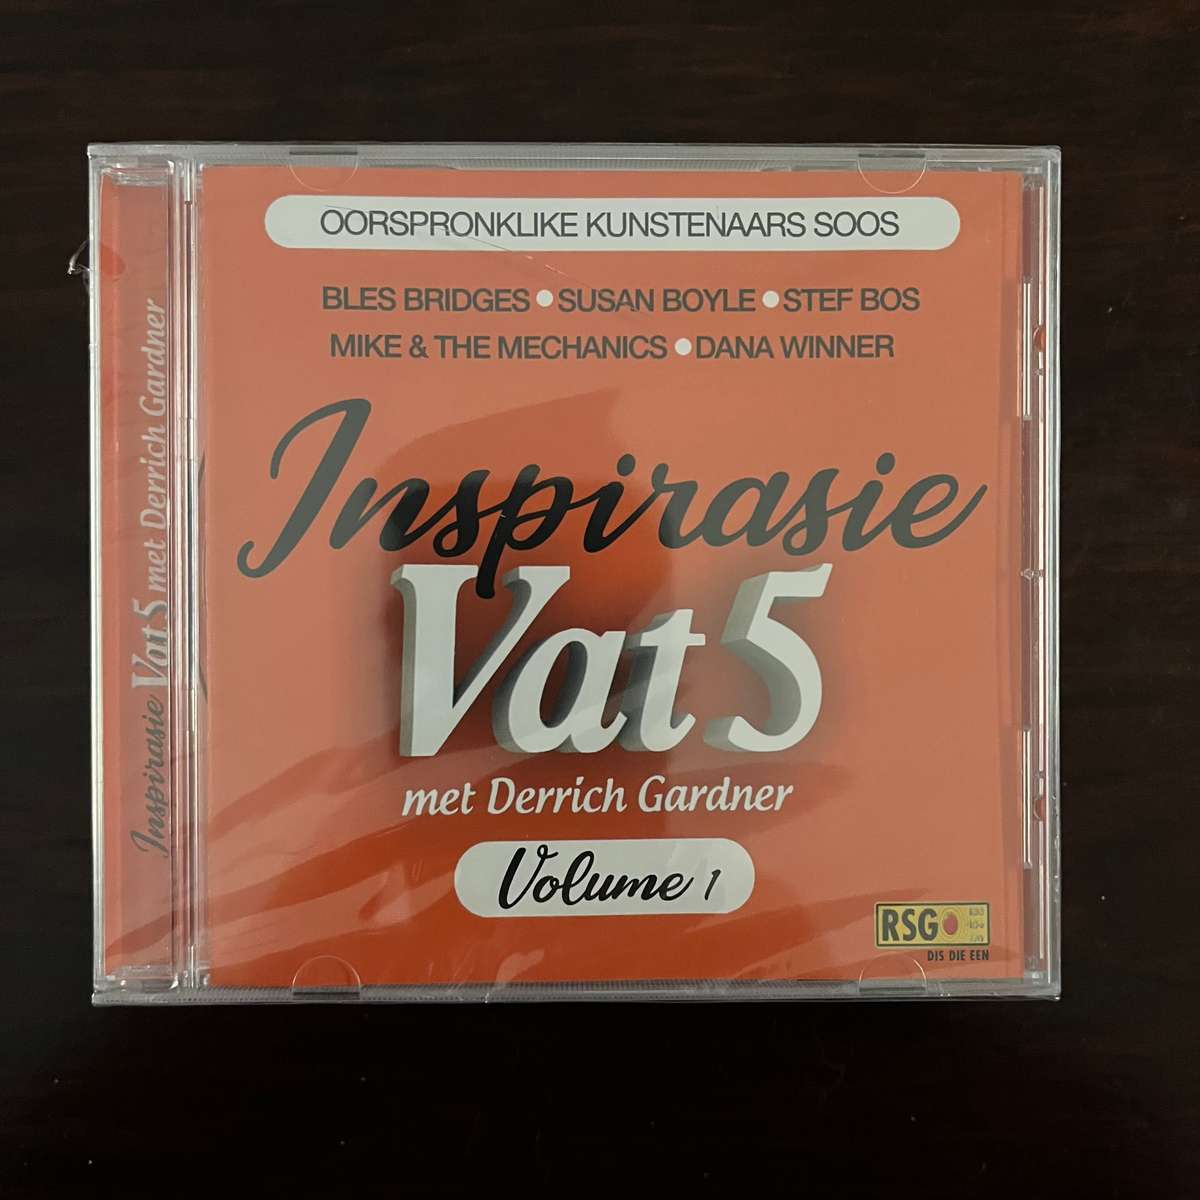 OORSPRONKLIKE KUNSTENAARS SOOS
BLES BRIDGES • SUSAN BOYLE • STEF BOS
MIKE & THE MECHANICS • DANA WINNER
Inspirasie
Vat 5
met Derrich Gardner
Volume 1
RSG
DIS DIE EEN
Inspirasie Vat 5 met Derrich Gardner